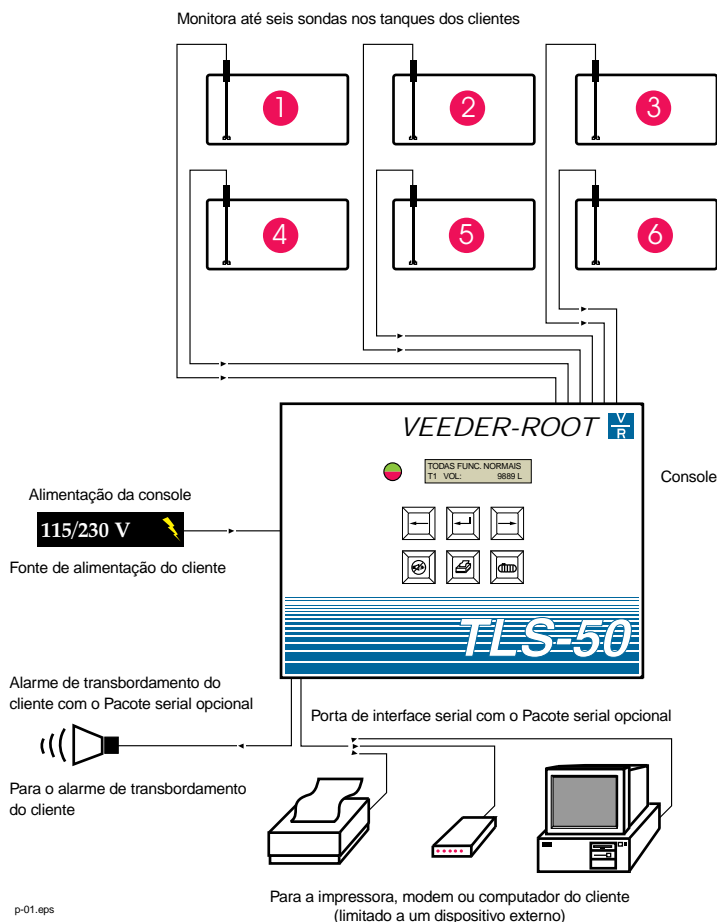 Monitora até seis sondas nos tanques dos clientes
1
2
3
4
5
6
VEEDER-ROOT V R
TODAS FUNC. NORMAIS
T1 VOL: 9889 L
Console
Alimentação da console
115/230 V
Fonte de alimentação do cliente
TLS-50
Alarme de transbordamento do
cliente com o Pacote serial opcional
Porta de interface serial com o Pacote serial opcional
Para o alarme de transbordamento
do cliente
Para a impressora, modem ou computador do cliente
(limitado a um dispositivo externo)
p-01.eps